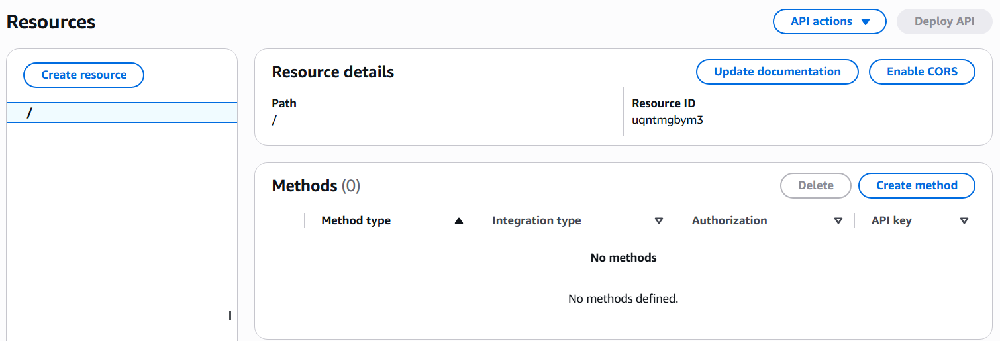 Resources
API actions
Deploy API
Create resource
/
Resource details
Update documentation
Enable CORS
Path
/
Resource ID
uqntmgbym3
Methods (0)
Delete
Create method
Method type
Integration type
Authorization
API key
No methods
No methods defined.